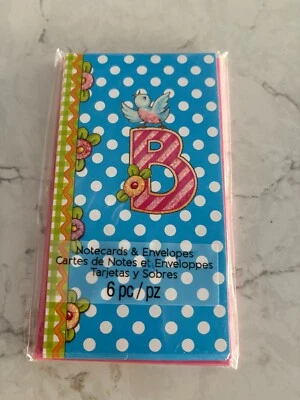 B
Notecards & Envelopes
Cartes de Notes et Enveloppes
Tarjetas y Sobres
6 pc/pz